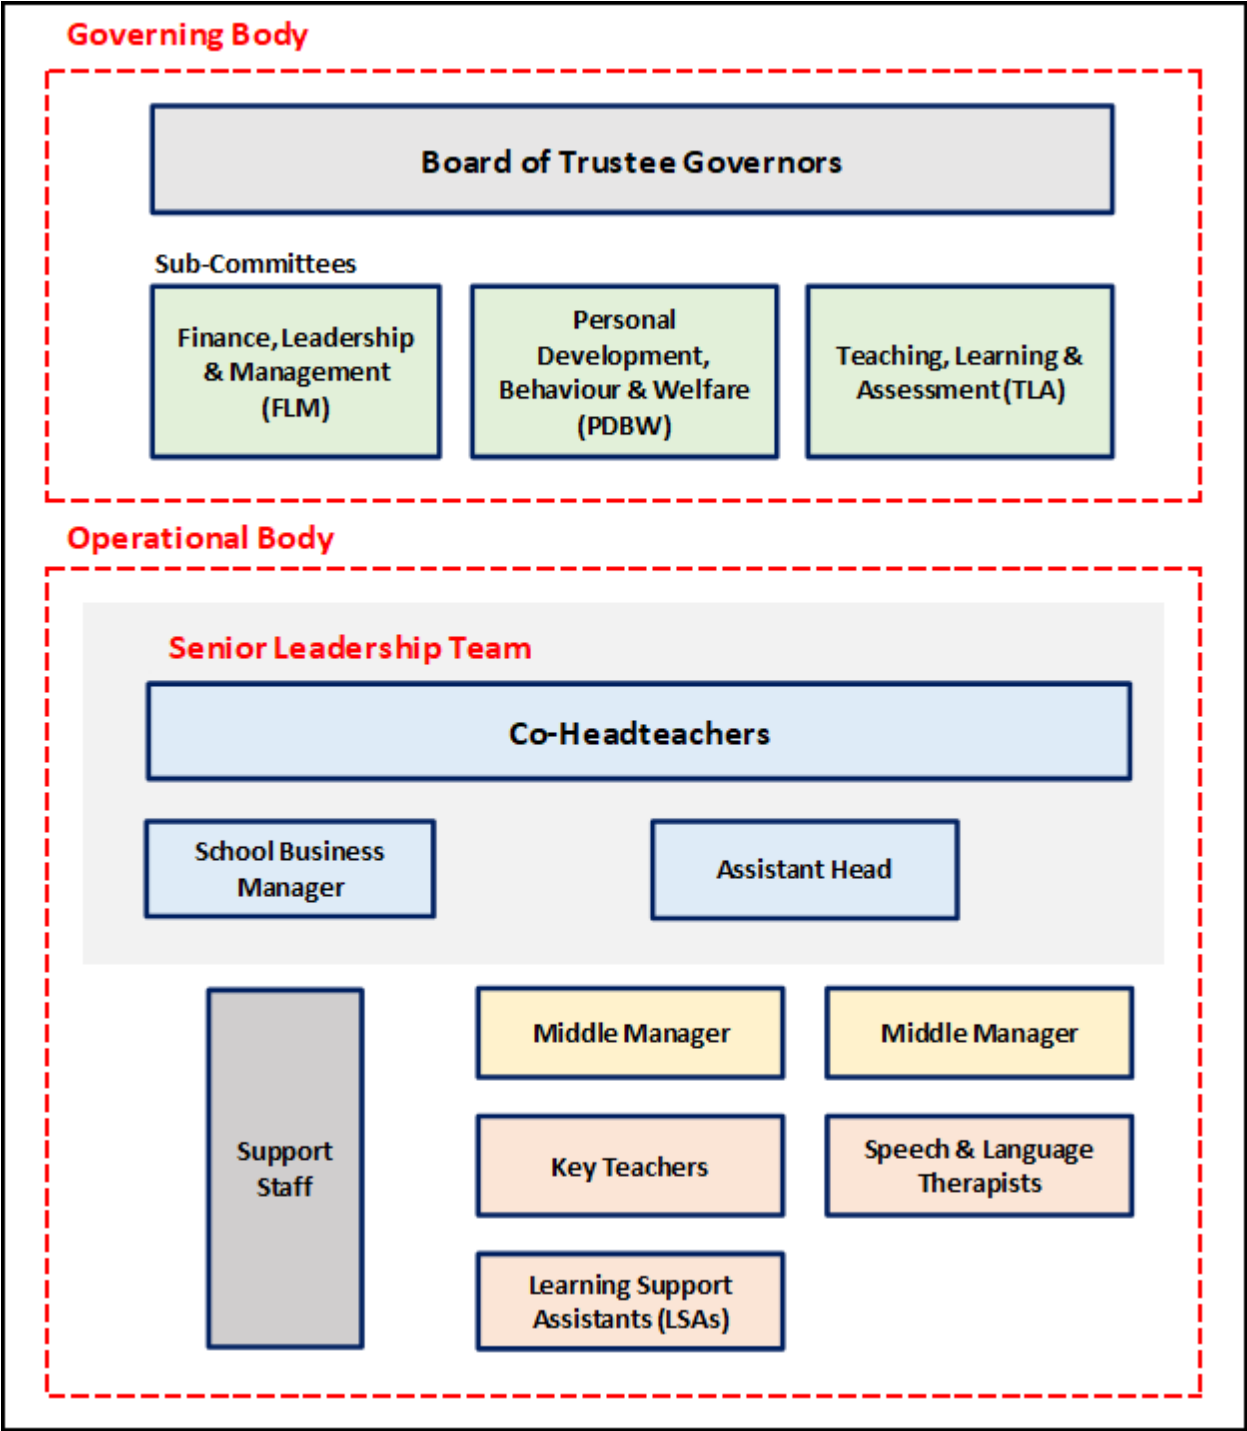 Governing Body
Board of Trustee Governors
Sub-Committees
Finance, Leadership
& Management
(FLM)
Personal
Development,
Behaviour & Welfare
(PDBW)
Teaching, Learning &
Assessment (TLA)
Operational Body
Senior Leadership Team
Co-Headteachers
School Business
Manager
Assistant Head
Support
Staff
Middle Manager
Middle Manager
Key Teachers
Speech & Language
Therapists
Learning Support
Assistants (LSAs)